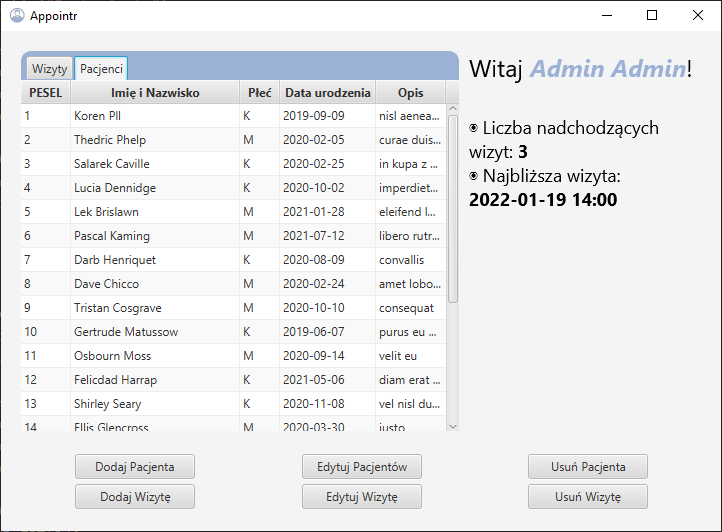 Appointr
Wizyty Pacjenci
PESEL Imię i Nazwisko Płeć Data urodzenia Opis
1 Koren Pll K 2019-09-09 nisl aenea...
2 Thedric Phelp M 2020-02-05 curae duis...
3 Salarek Caville K 2020-02-25 in kupa z ...
4 Lucia Dennidge K 2020-10-02 imperdiet...
5 Lek Brislawn M 2021-01-28 eleifend l...
6 Pascal Kaming M 2021-07-12 libero rutr...
7 Darb Henriquet K 2020-08-09 convallis
8 Dave Chicco M 2020-02-24 amet lobo...
9 Tristan Cosgrave M 2020-10-10 consequat
10 Gertrude Matussow K 2019-06-07 purus eu ...
11 Osbourn Moss M 2020-09-14 velit eu
12 Felicdad Harrap K 2021-05-06 diam erat ...
13 Shirley Seary K 2020-11-08 vel nisl du...
14 Ellis Glencross M 2020-03-30 justo
Witaj Admin Admin!
Liczba nadchodzących
wizyt: 3
Najbliższa wizyta:
2022-01-19 14:00
Dodaj Pacjenta Edytuj Pacjentów Usuń Pacjenta
Dodaj Wizytę Edytuj Wizytę Usuń Wizytę